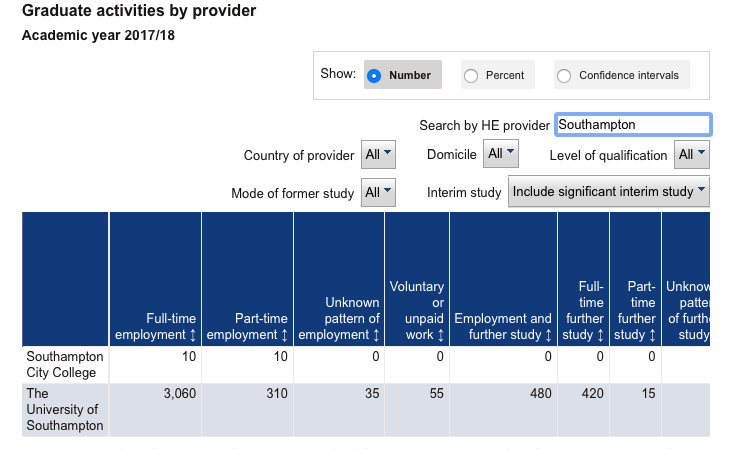 Graduate activities by provider
Academic year 2017/18
Show: Number Percent Confidence intervals
Search by HE provider Southampton
Country of provider All Domicile All Level of qualification All
Mode of former study All Interim study Include significant interim study
Full-time employment ↕ Part-time employment ↕ Unknown pattern of employment ↕ Voluntary or unpaid work ↕ Employment and further study ↕ Full-time further study ↕ Part-time further study ↕ of study
Southampton City College 10 10 0 0 0 0 0
The University of Southampton 3,060 310 35 55 480 420 15